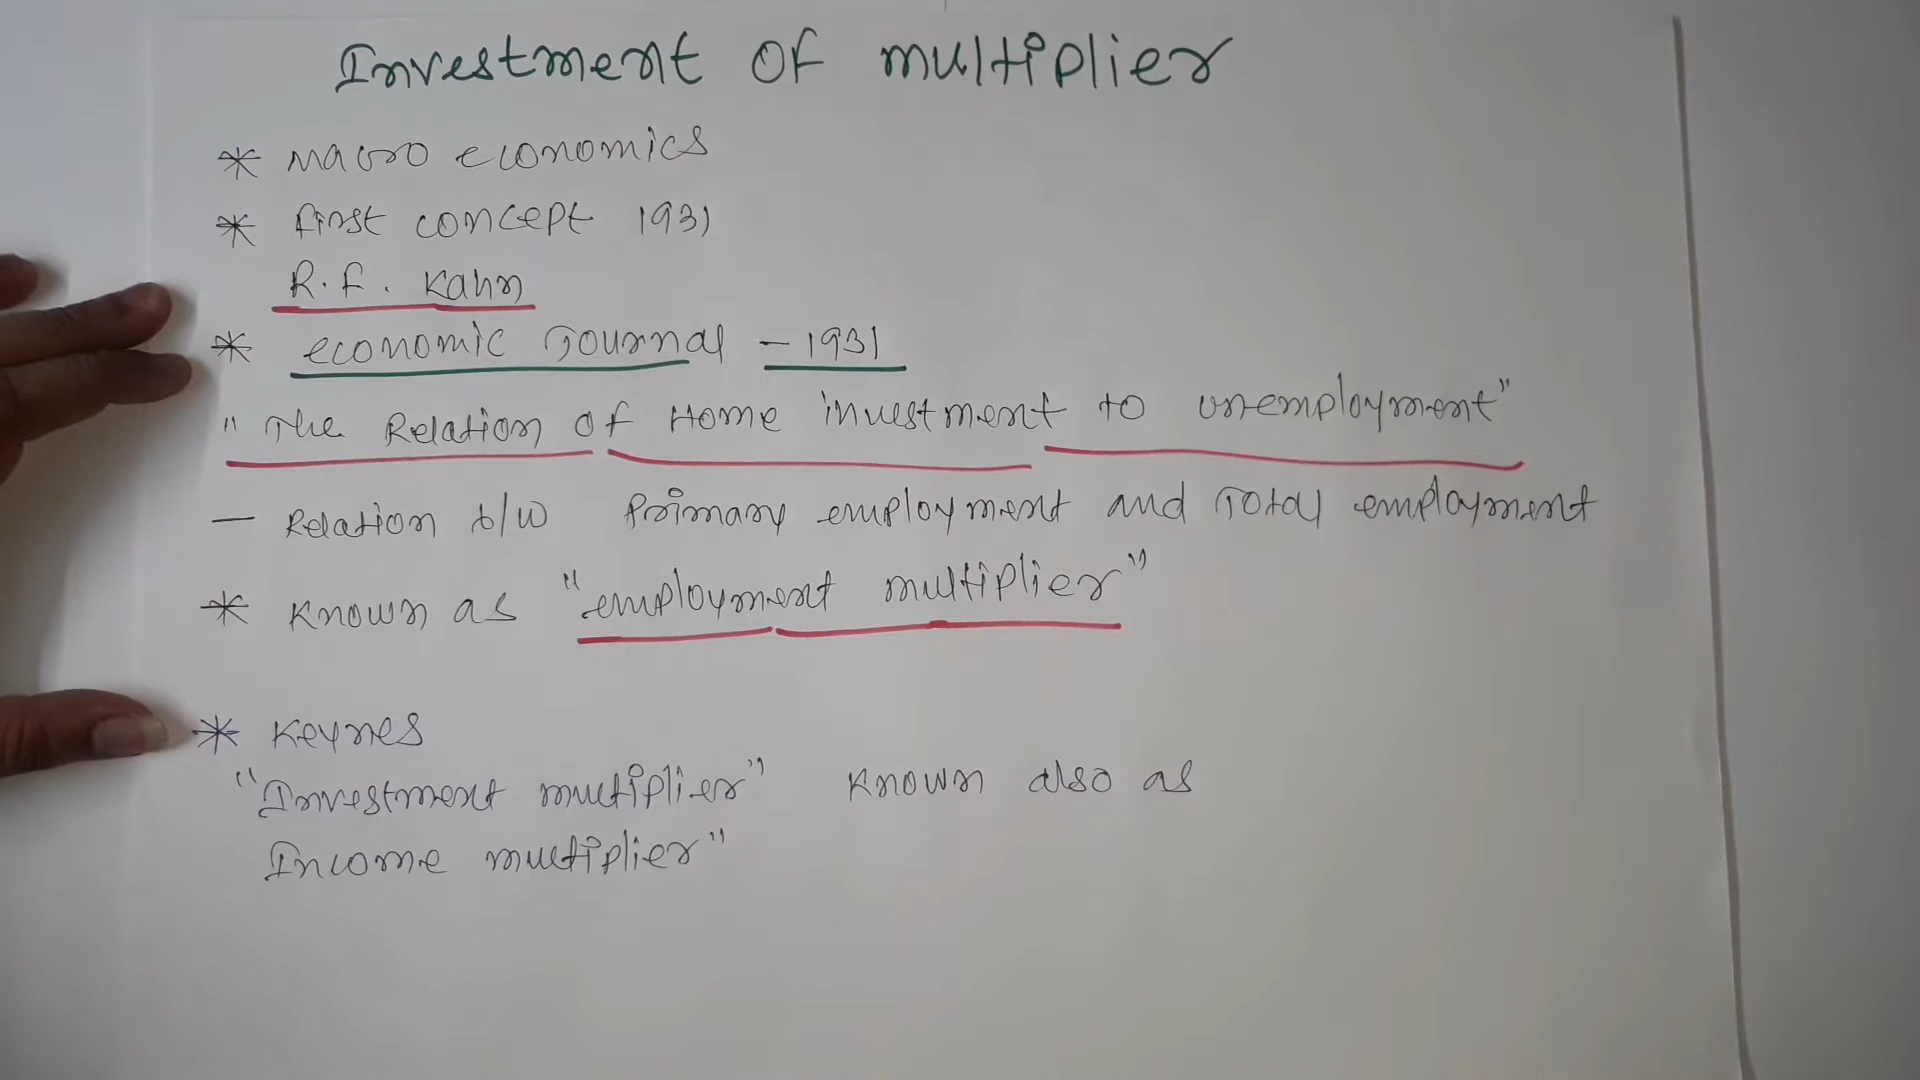 Investment of multiplier
* Macro economics
* first concept 1931
R.F. Kahn
* economic Journal - 1931
"The Relation of Home investment to unemployment"
- Relation b/w Primary employment and Total employment
* Known as "employment multiplier"
* Keynes
"Investment multiplier" Known also as
Income multiplier"